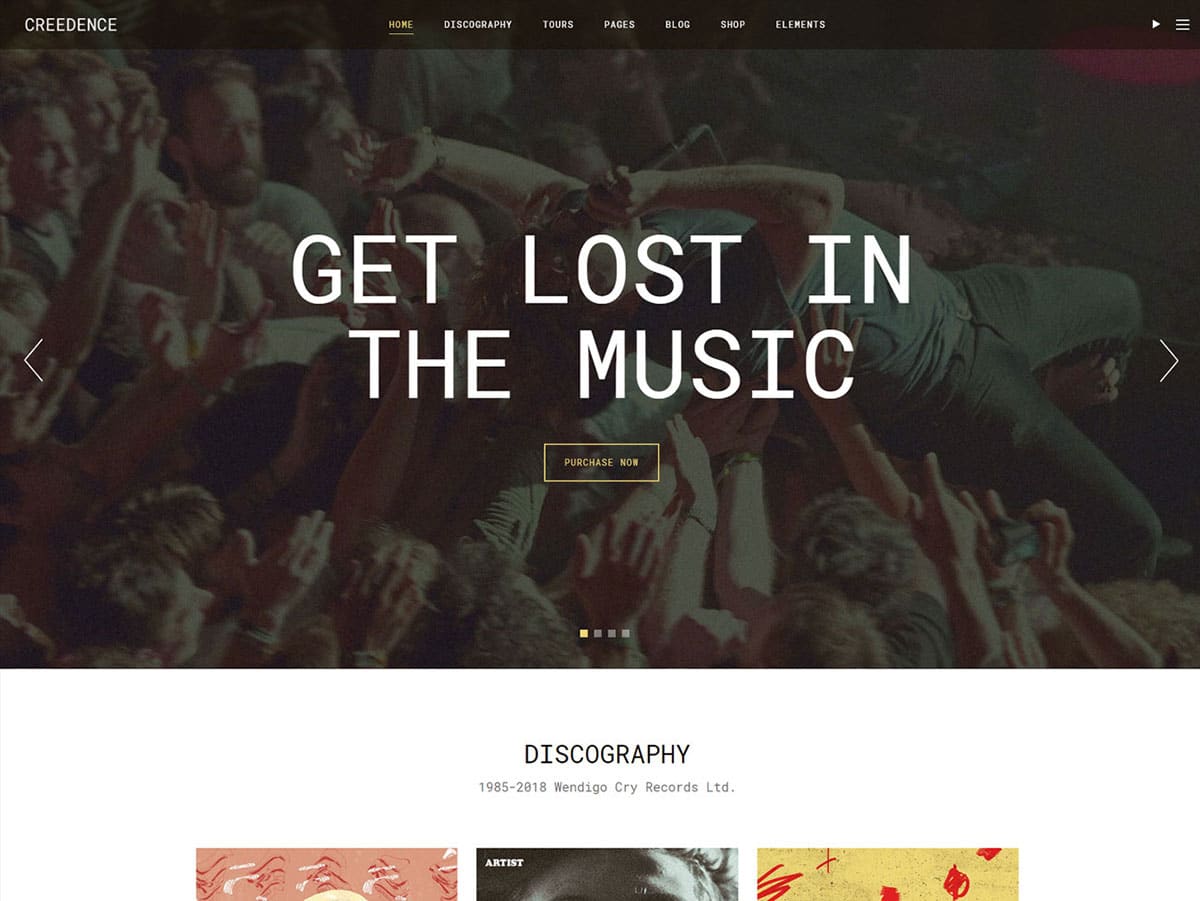 CREEDENCE
HOME DISCOGRAPHY TOURS PAGES BLOG SHOP ELEMENTS
GET LOST IN
THE MUSIC
PURCHASE NOW
DISCOGRAPHY
1985-2018 Wendigo Cry Records Ltd.
ARTIST